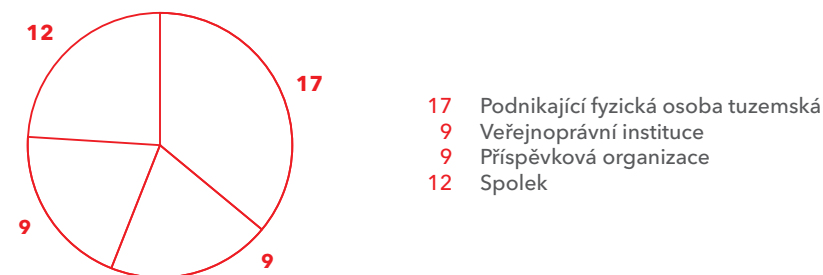 12
17
9
9
17 Podnikající fyzická osoba tuzemská
9 Veřejnoprávní instituce
9 Příspěvková organizace
12 Spolek